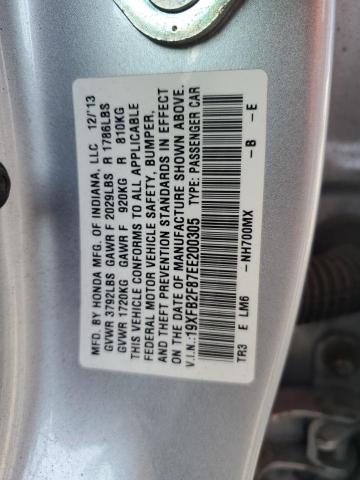 MFD. BY HONDA MFG. OF INDIANA, LLC 12/'13
GVWR 3792LBS GAWR F 2029LBS R 1786LBS
GVWR 1720KG GAWR F 920KG R 810KG
THIS VEHICLE CONFORMS TO ALL APPLICABLE
FEDERAL MOTOR VEHICLE SAFETY, BUMPER,
AND THEFT PREVENTION STANDARDS IN EFFECT
ON THE DATE OF MANUFACTURE SHOWN ABOVE.
V.I.N.:19XFB2F87EE200305 TYPE: PASSENGER CAR
-NH700MX -B -E
TR3 E LM6